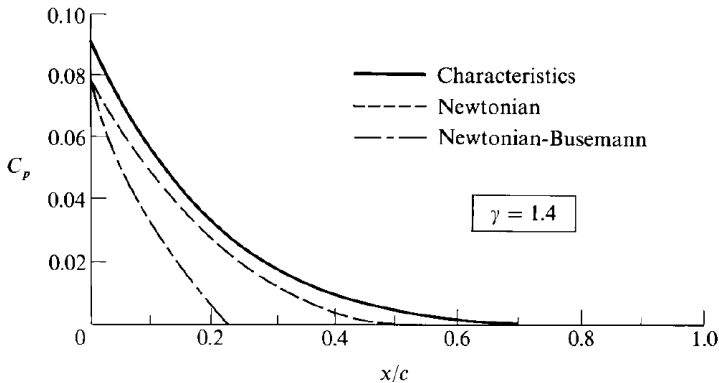 0.10
0.08
0.06
0.04
0.02
C_p
Characteristics
Newtonian
Newtonian-Busemann
γ = 1.4
0 0.2 0.4 0.6 0.8 1.0
x/c